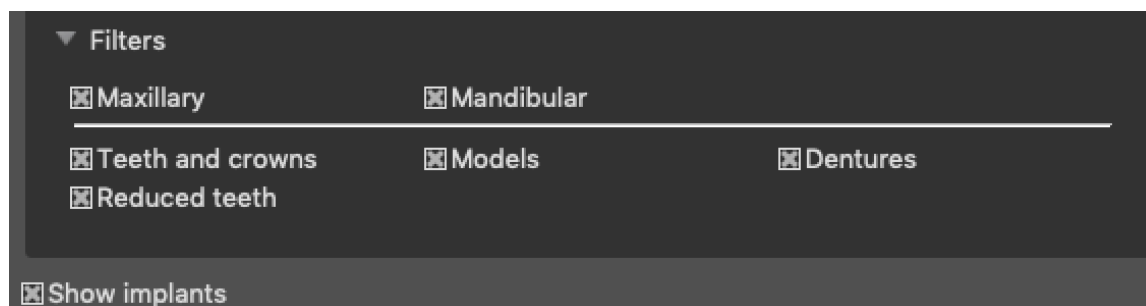 Filters
Maxillary Mandibular
Teeth and crowns Models Dentures
Reduced teeth
Show implants